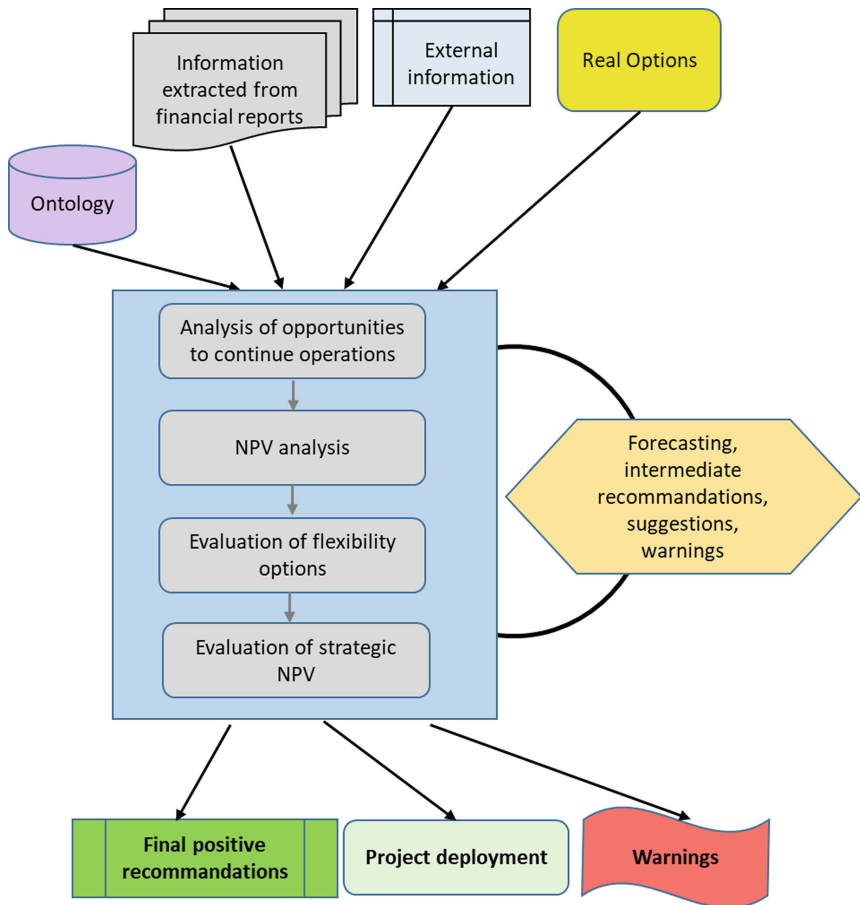 Information
extracted from
financial reports
External
information
Real Options
Ontology
Analysis of opportunities
to continue operations
NPV analysis
Evaluation of flexibility
options
Evaluation of strategic
NPV
Forecasting,
intermediate
recommandations,
suggestions,
warnings
Final positive
recommandations
Project deployment
Warnings